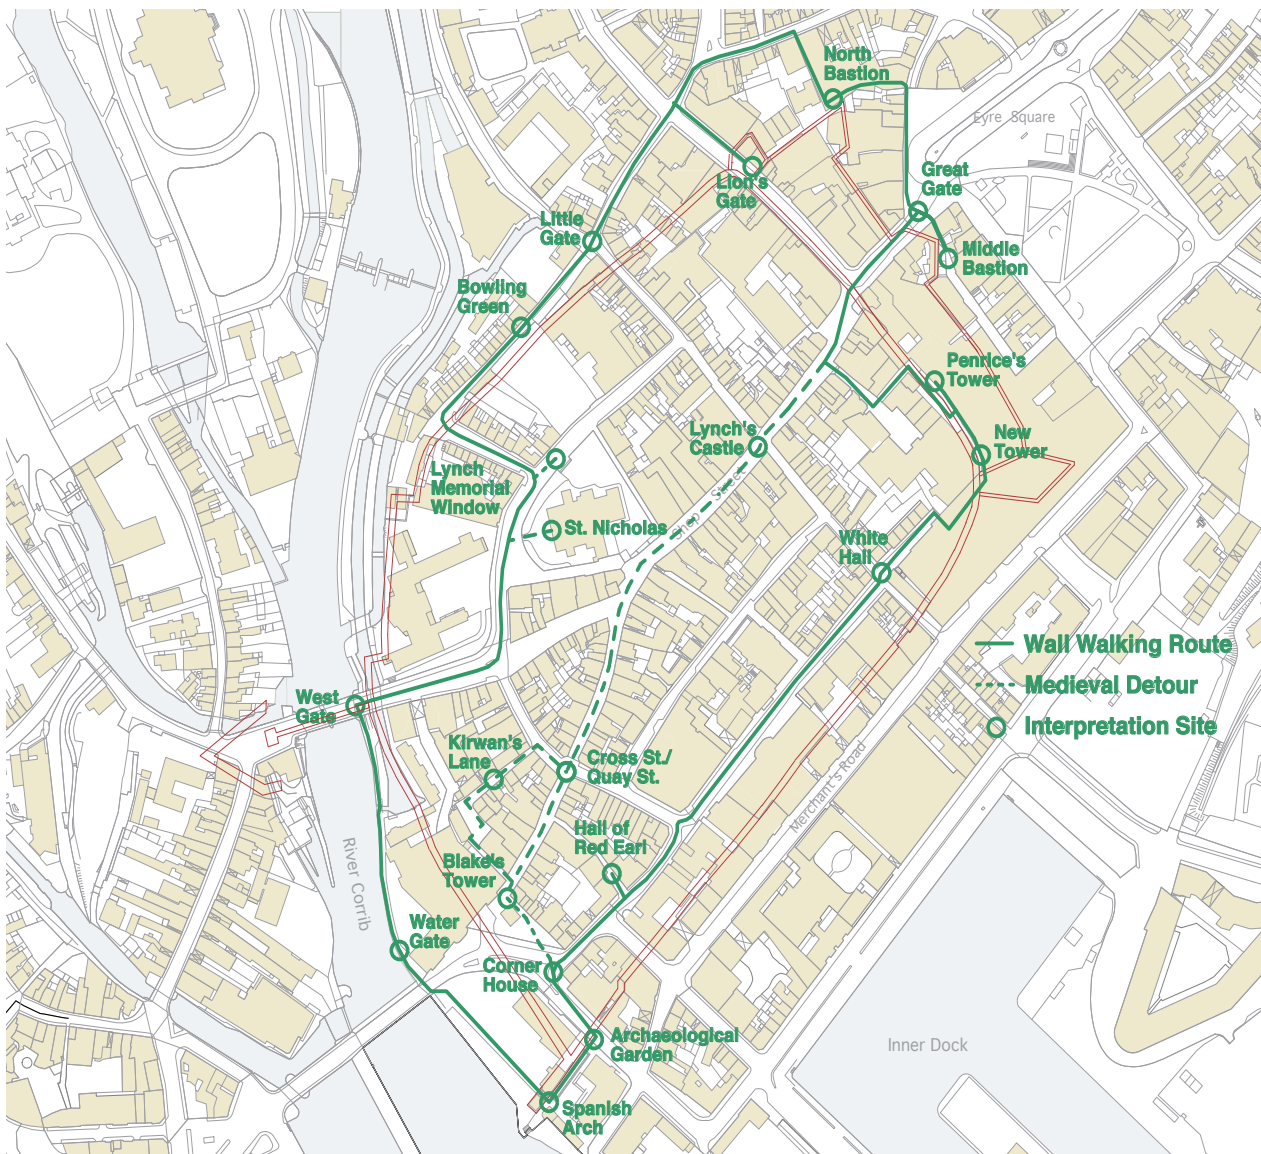 North
Bastion
Eyre Square
Lion's
Gate
Great
Gate
Little
Gate
Middle
Bastion
Bowling
Green
Penrice's
Tower
Lynch's
Castle
New
Tower
Lynch
Memorial
Window
Shop Street
St. Nicholas
White
Hall
Wall Walking Route
Medieval Detour
Interpretation Site
West
Gate
Kirwan's
Lane
Cross St./
Quay St.
Merchant's Road
Hall of
Red Earl
River Corrib
Blake's
Tower
Water
Gate
Corner
House
Archaeological
Garden
Inner Dock
Spanish
Arch